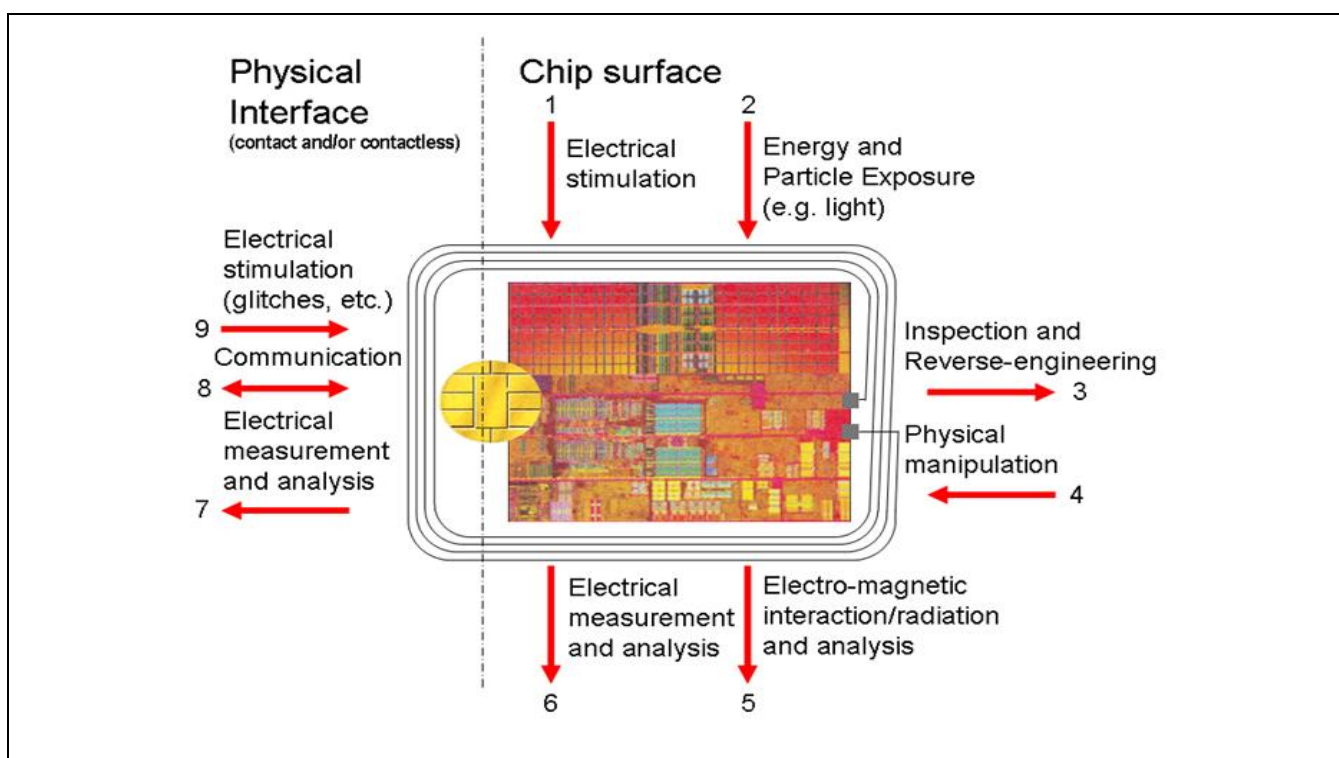 Physical
Interface
(contact and/or contactless)
Chip surface
1
Electrical
stimulation
2
Energy and
Particle Exposure
(e.g. light)
Electrical
stimulation
(glitches, etc.)
9
Communication
8
Electrical
measurement
and analysis
7
Inspection and
Reverse-engineering
3
Physical
manipulation
4
Electrical
measurement
and analysis
6
Electro-magnetic
interaction/radiation
and analysis
5